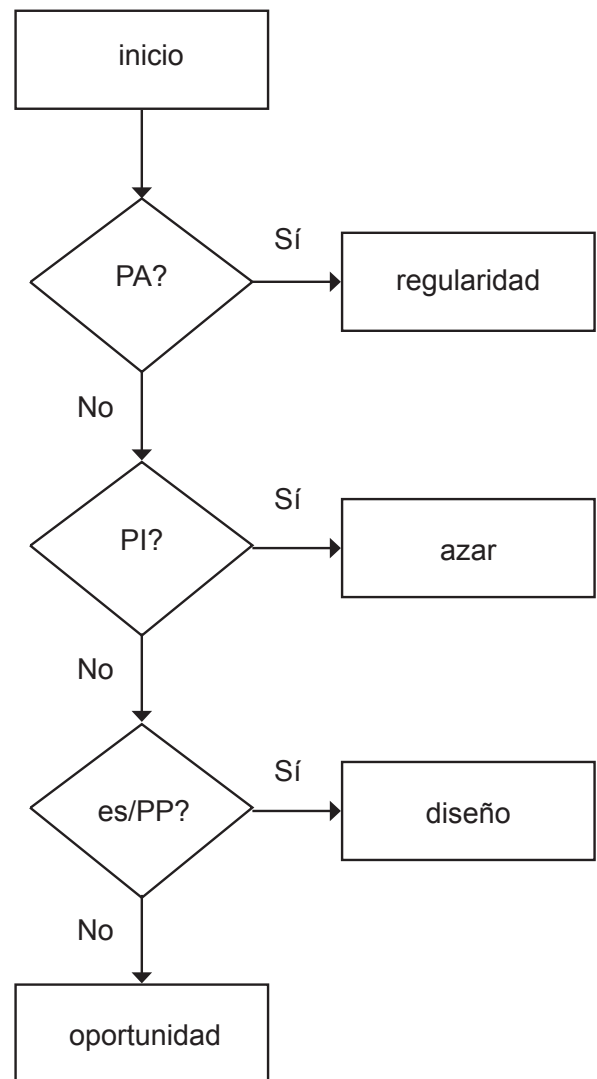 inicio
PA?
Sí
regularidad
No
PI?
Sí
azar
No
es/PP?
Sí
diseño
No
oportunidad